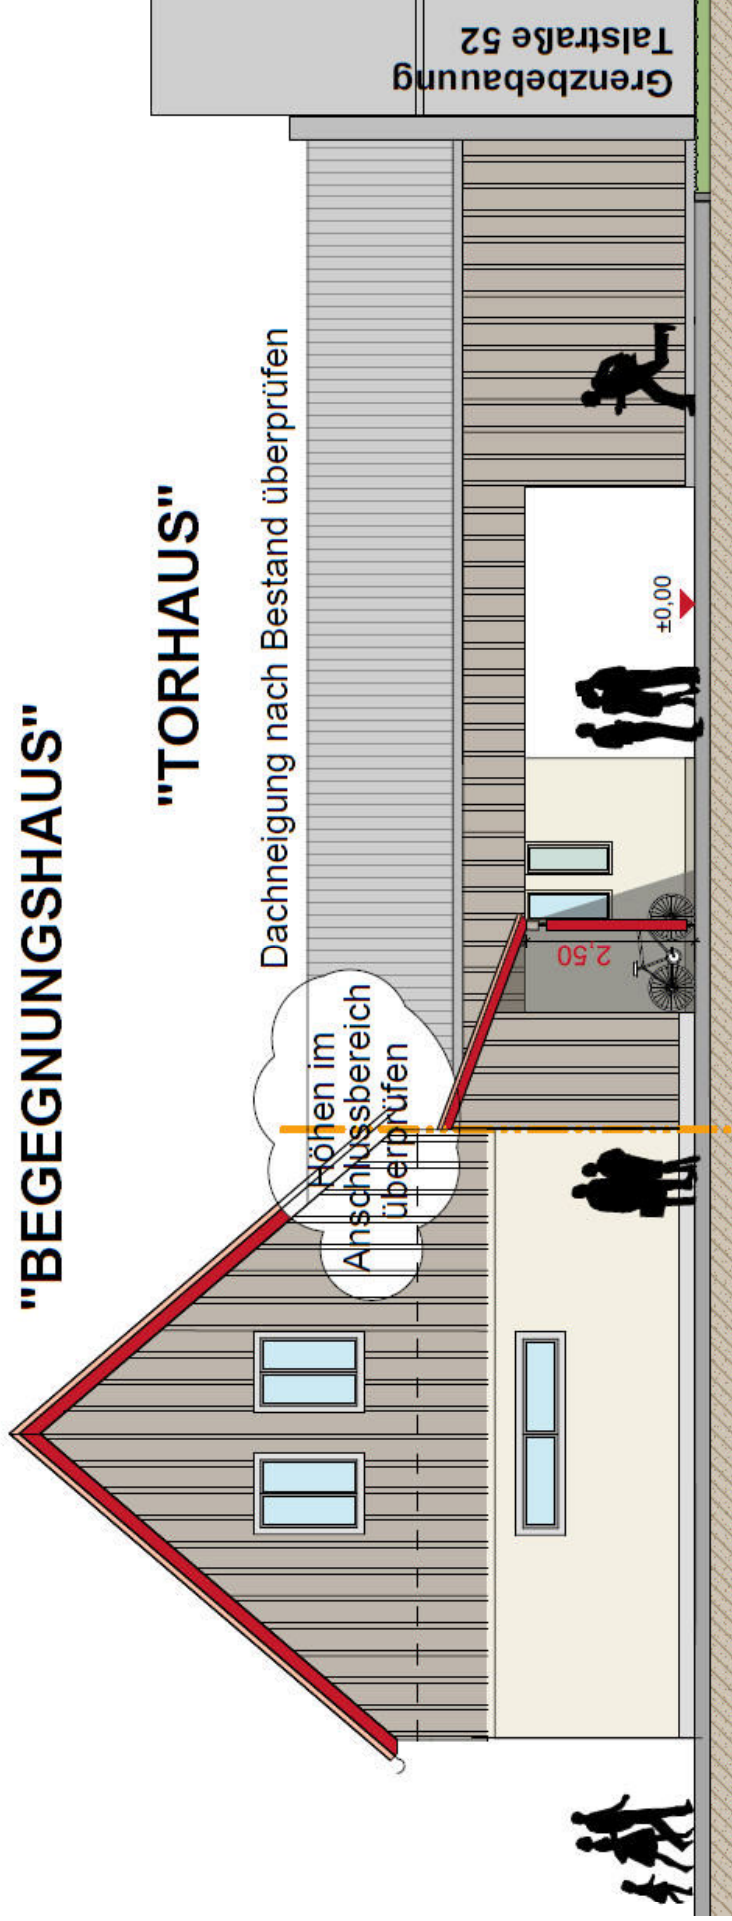 "BEGEGNUNGSHAUS"
"TORHAUS"
Dachneigung nach Bestand überprüfen
Höhen im
Anschlussbereich
überprüfen
2,50
±0,00
Grenzbebauung
Talstraße 52